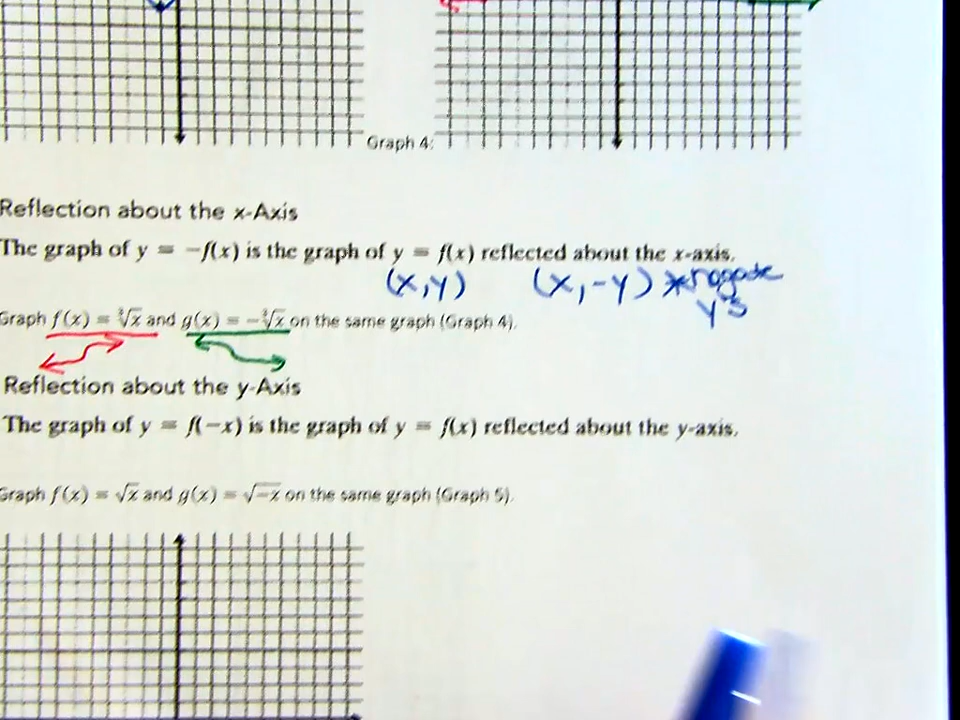 Graph 4:
Reflection about the x-Axis
The graph of y = −f(x) is the graph of y = f(x) reflected about the x-axis.
(x,y) (x,-y) *negate
y's
Graph f(x) = ∛x and g(x) = −∛x on the same graph (Graph 4).
Reflection about the y-Axis
The graph of y = f(−x) is the graph of y = f(x) reflected about the y-axis.
Graph f(x) = √x and g(x) = √−x on the same graph (Graph 5).